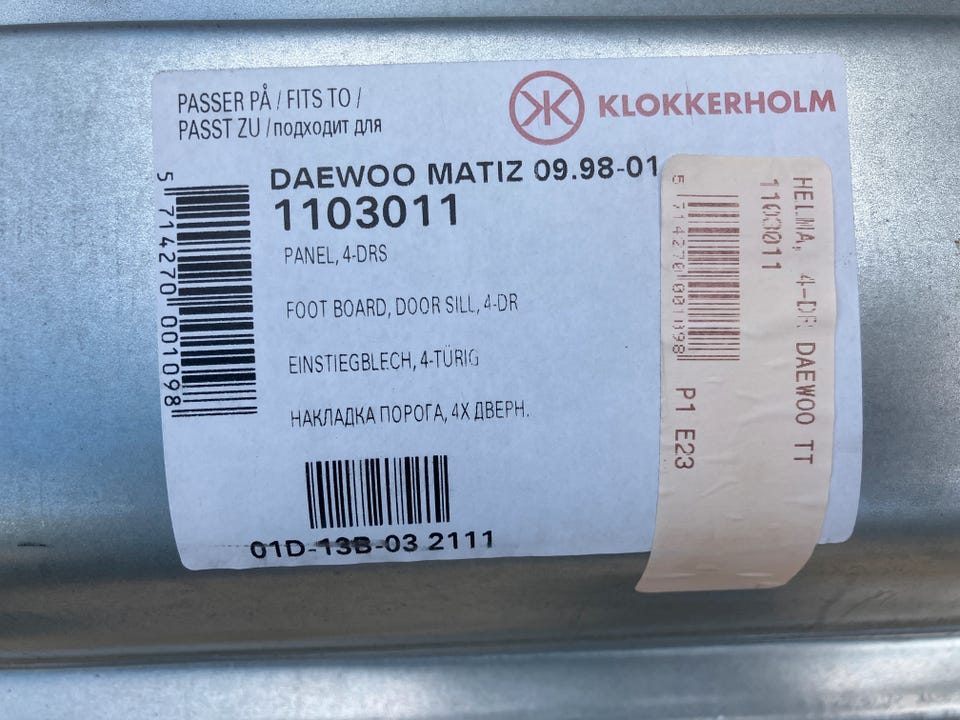 PASSER PÅ / FITS TO /
PASST ZU / подходит для
KLOKKERHOLM
DAEWOO MATIZ 09.98-01
1103011
PANEL, 4-DRS
FOOT BOARD, DOOR SILL, 4-DR
EINSTIEGBLECH, 4-TÜRIG
НАКЛАДКА ПОРОГА, 4X ДВЕРН.
5 714270 001098
01D-13B-03 2111
HELMA, 4-DR DAEWOO TT
1103011
5 714270 001098
P1 E23